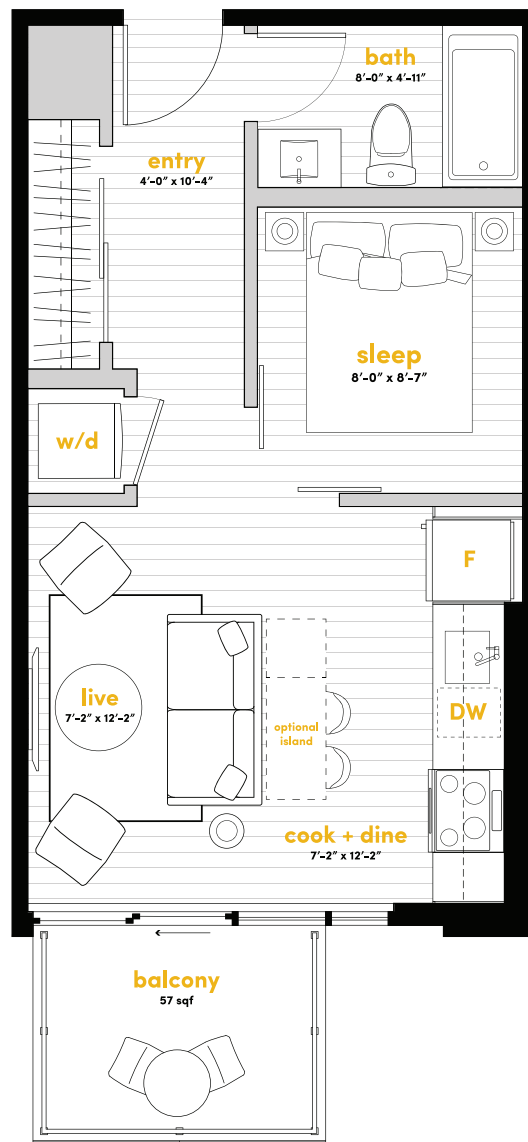 bath
8'-0" x 4'-11"
entry
4'-0" x 10'-4"
sleep
8'-0" x 8'-7"
w/d
F
live
7'-2" x 12'-2"
DW
optional
island
cook + dine
7'-2" x 12'-2"
balcony
57 sqf